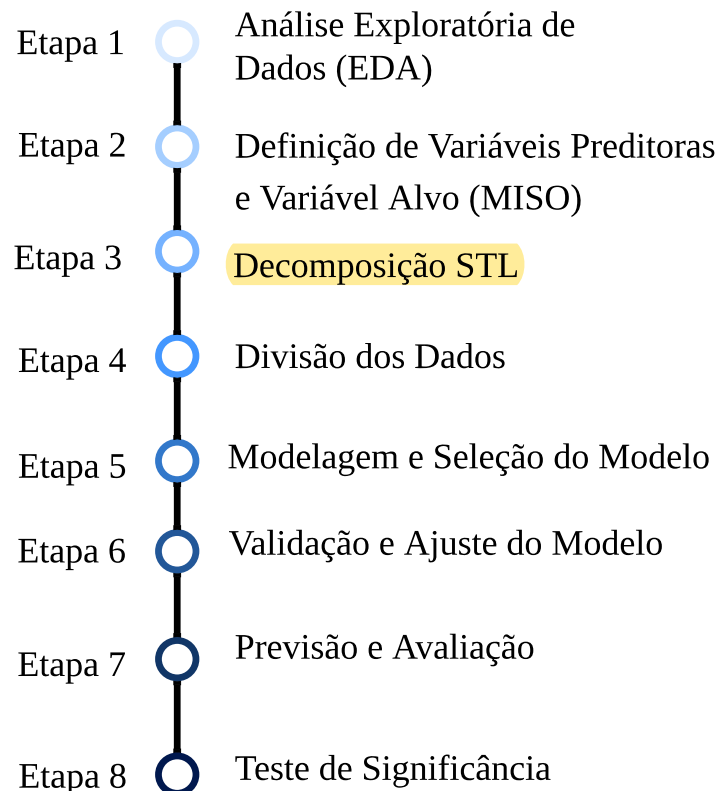 Etapa 1
Análise Exploratória de
Dados (EDA)
Etapa 2
Definição de Variáveis Preditoras
e Variável Alvo (MISO)
Etapa 3
Decomposição STL
Etapa 4
Divisão dos Dados
Etapa 5
Modelagem e Seleção do Modelo
Etapa 6
Validação e Ajuste do Modelo
Etapa 7
Previsão e Avaliação
Etapa 8
Teste de Significância